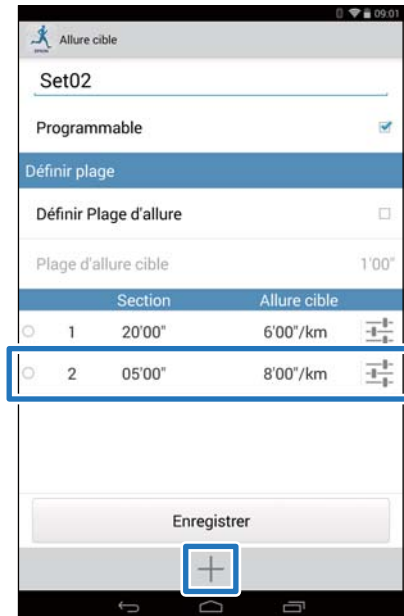 09:01
EPSON
Allure cible
Set02
Programmable
Définir plage
Définir Plage d'allure
Plage d'allure cible 1'00"
Section Allure cible
1 20'00" 6'00"/km
2 05'00" 8'00"/km
Enregistrer